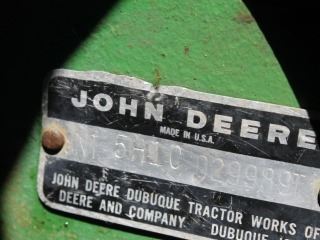 JOHN DEERE
MADE IN U.S.A.
JOHN DEERE DUBUQUE TRACTOR WORKS OF
DEERE AND COMPANY DUBUQUE